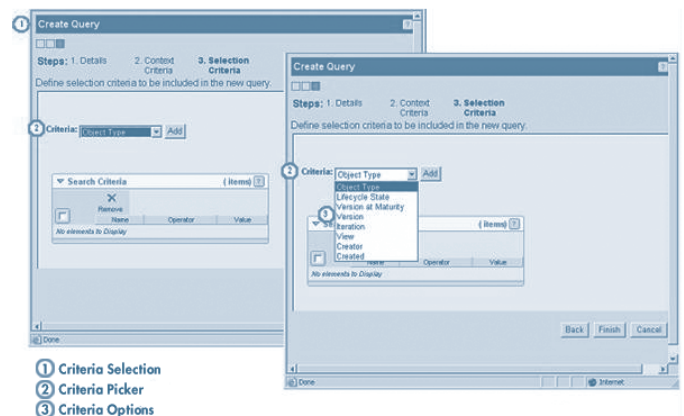 1 Create Query ?
Steps: 1. Details 2. Context Criteria 3. Selection Criteria
Define selection criteria to be included in the new query.
2 Criteria: Object Type Add
Search Criteria ( items) ?
Remove
Name Operator Value
No elements to Display
Done
Create Query ?
Steps: 1. Details 2. Context Criteria 3. Selection Criteria
Define selection criteria to be included in the new query.
2 Criteria: Object Type Add
Object Type
Lifecycle State
Version at Maturity
3 Version
Iteration
View
Creator
Created
Se ( items) ?
Name Operator Value
No elements to Display
Back Finish Cancel
Done Internet
1 Criteria Selection
2 Criteria Picker
3 Criteria Options